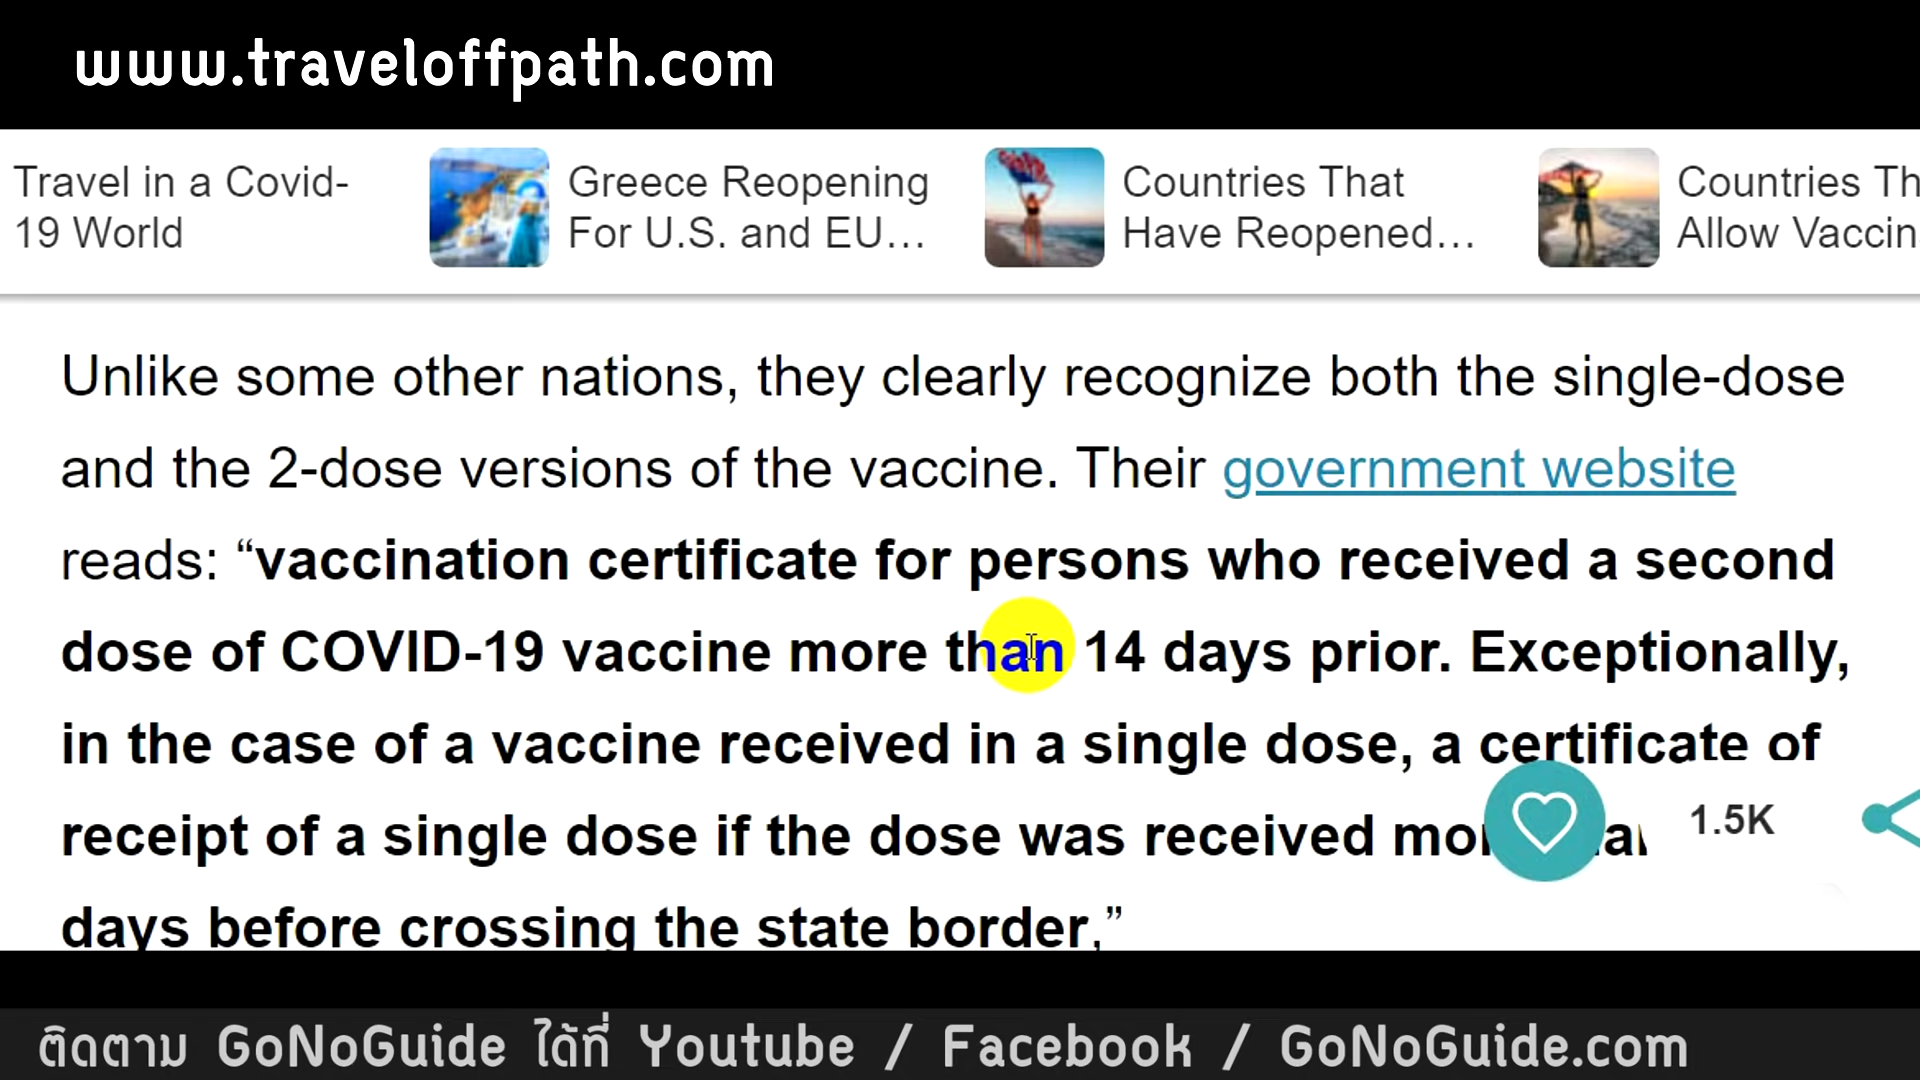 www.traveloffpath.com
Travel in a Covid-
19 World
Greece Reopening
For U.S. and EU...
Countries That
Have Reopened...
Countries Th
Allow Vaccin
Unlike some other nations, they clearly recognize both the single-dose
and the 2-dose versions of the vaccine. Their government website
reads: “vaccination certificate for persons who received a second
dose of COVID-19 vaccine more than 14 days prior. Exceptionally,
in the case of a vaccine received in a single dose, a certificate of
receipt of a single dose if the dose was received
days before crossing the state border,”
1.5K
ติดตาม GoNoGuide ได้ที่ Youtube / Facebook / GoNoGuide.com